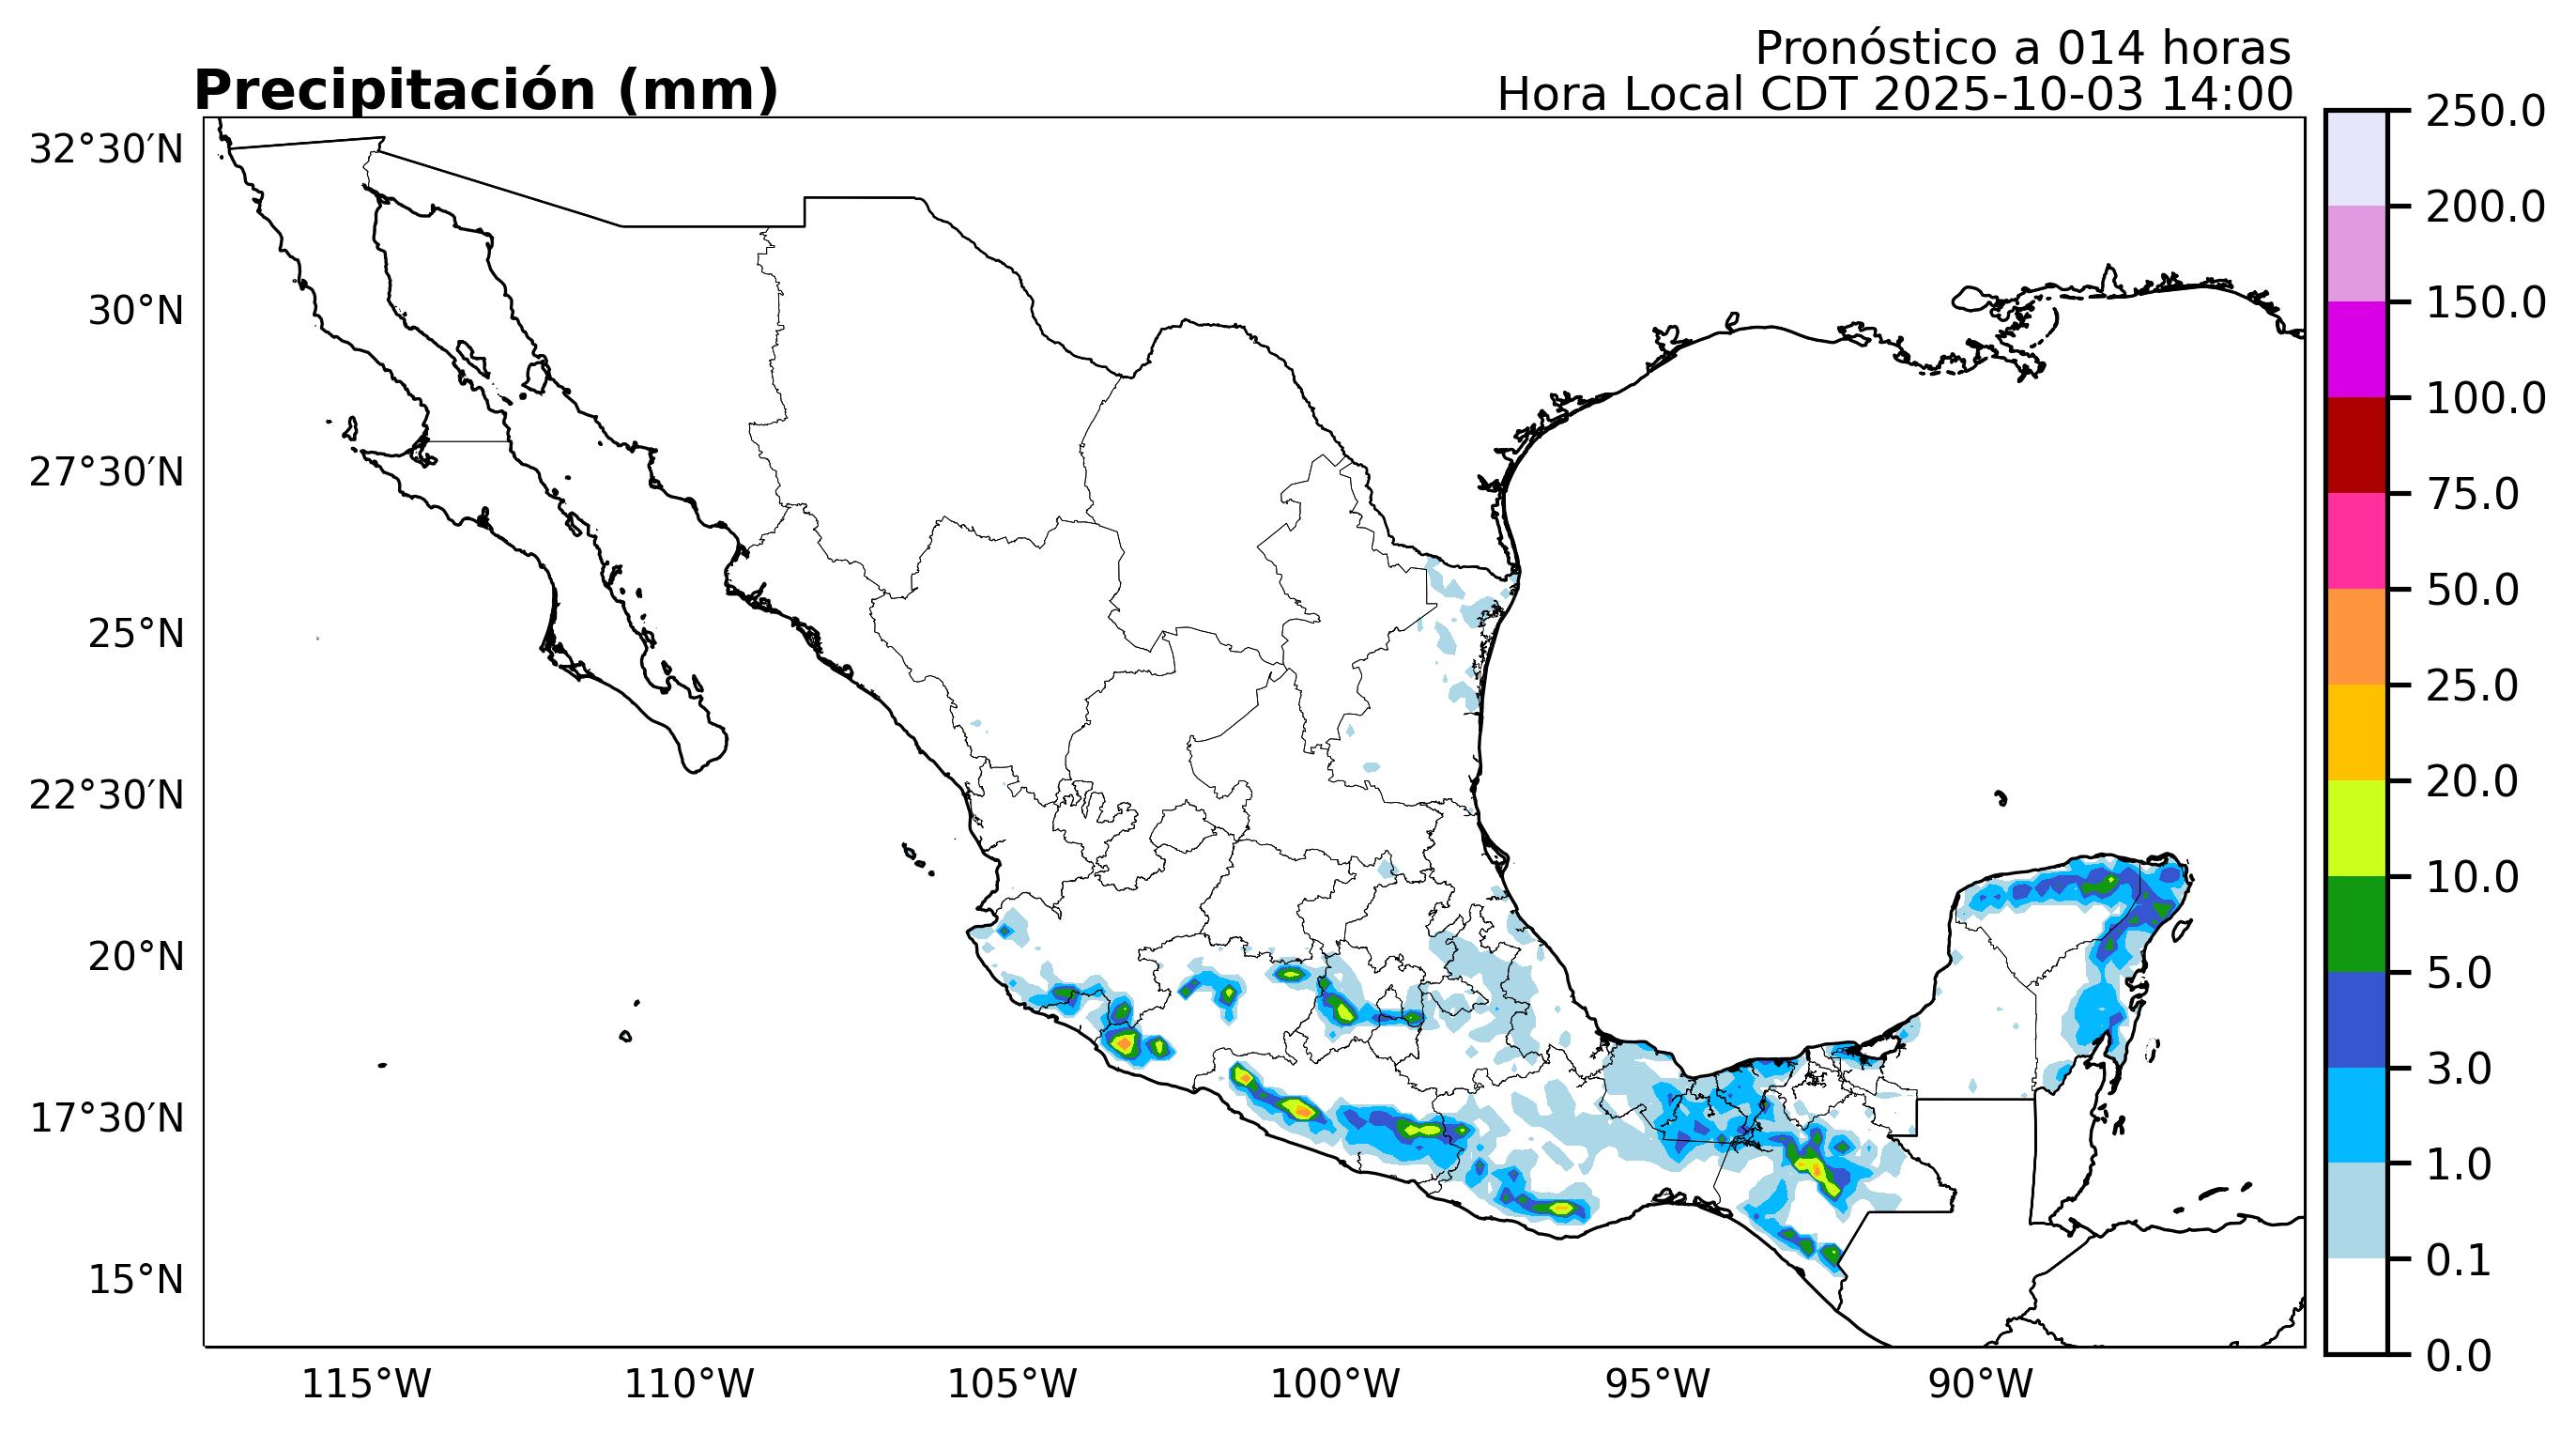 Pronóstico a 014 horas
Precipitación (mm)
Hora Local CDT 2025-10-03 14:00
32°30′N
30°N
27°30′N
25°N
22°30′N
20°N
17°30′N
15°N
115°W
110°W
105°W
100°W
95°W
90°W
250.0
200.0
150.0
100.0
75.0
50.0
25.0
20.0
10.0
5.0
3.0
1.0
0.1
0.0